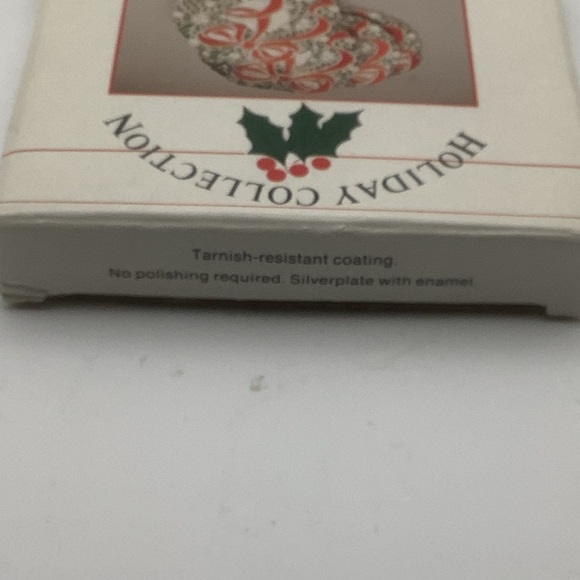 HOLIDAY COLLECTION
Tarnish-resistant coating.
No polishing required. Silverplate with enamel.